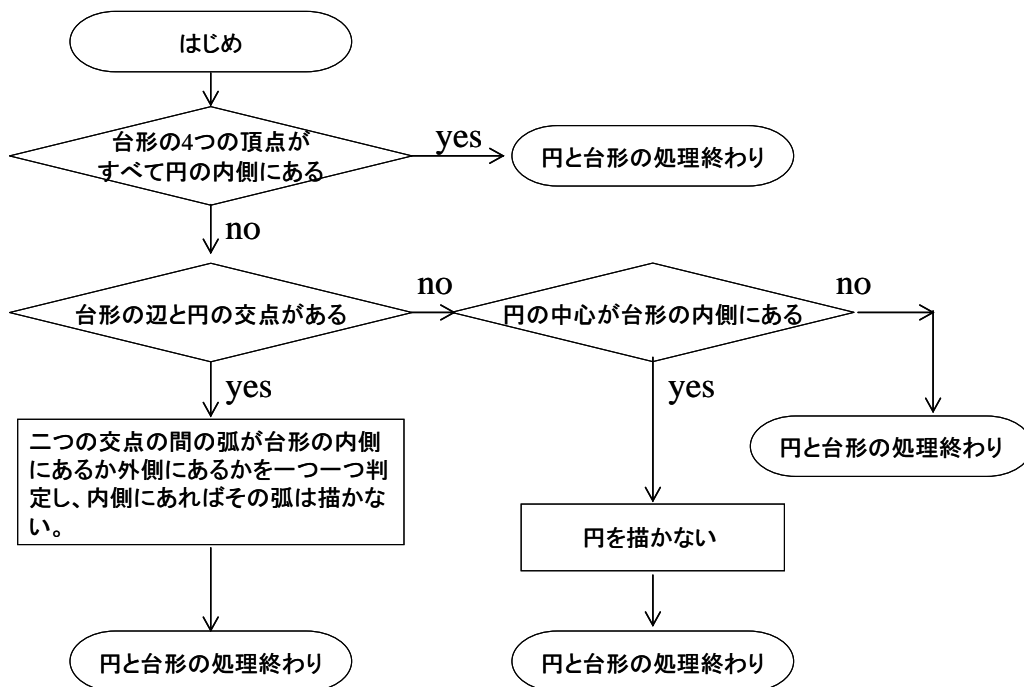 はじめ
台形の4つの頂点が
すべて円の内側にある
yes
円と台形の処理終わり
no
台形の辺と円の交点がある
no
円の中心が台形の内側にある
no
yes
二つの交点の間の弧が台形の内側
にあるか外側にあるかを一つ一つ判
定し、内側にあればその弧は描かな
い。
yes
円と台形の処理終わり
円を描かない
円と台形の処理終わり
円と台形の処理終わり